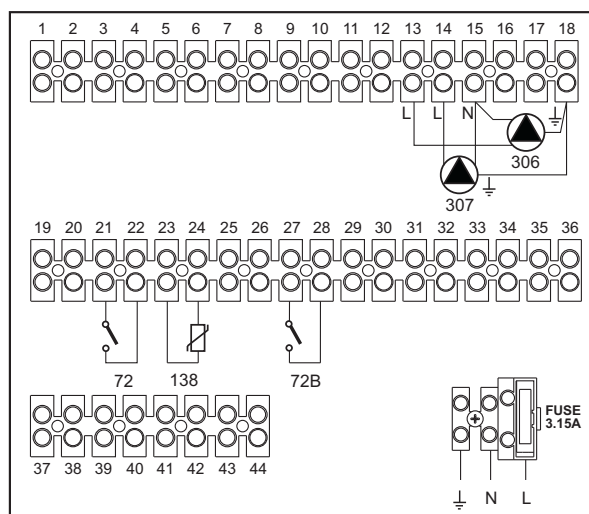 1 2 3 4 5 6 7 8 9 10 11 12 13 14 15 16 17 18
L L N
306
307
19 20 21 22 23 24 25 26 27 28 29 30 31 32 33 34 35 36
72 138 72B
FUSE
3.15A
37 38 39 40 41 42 43 44
N L